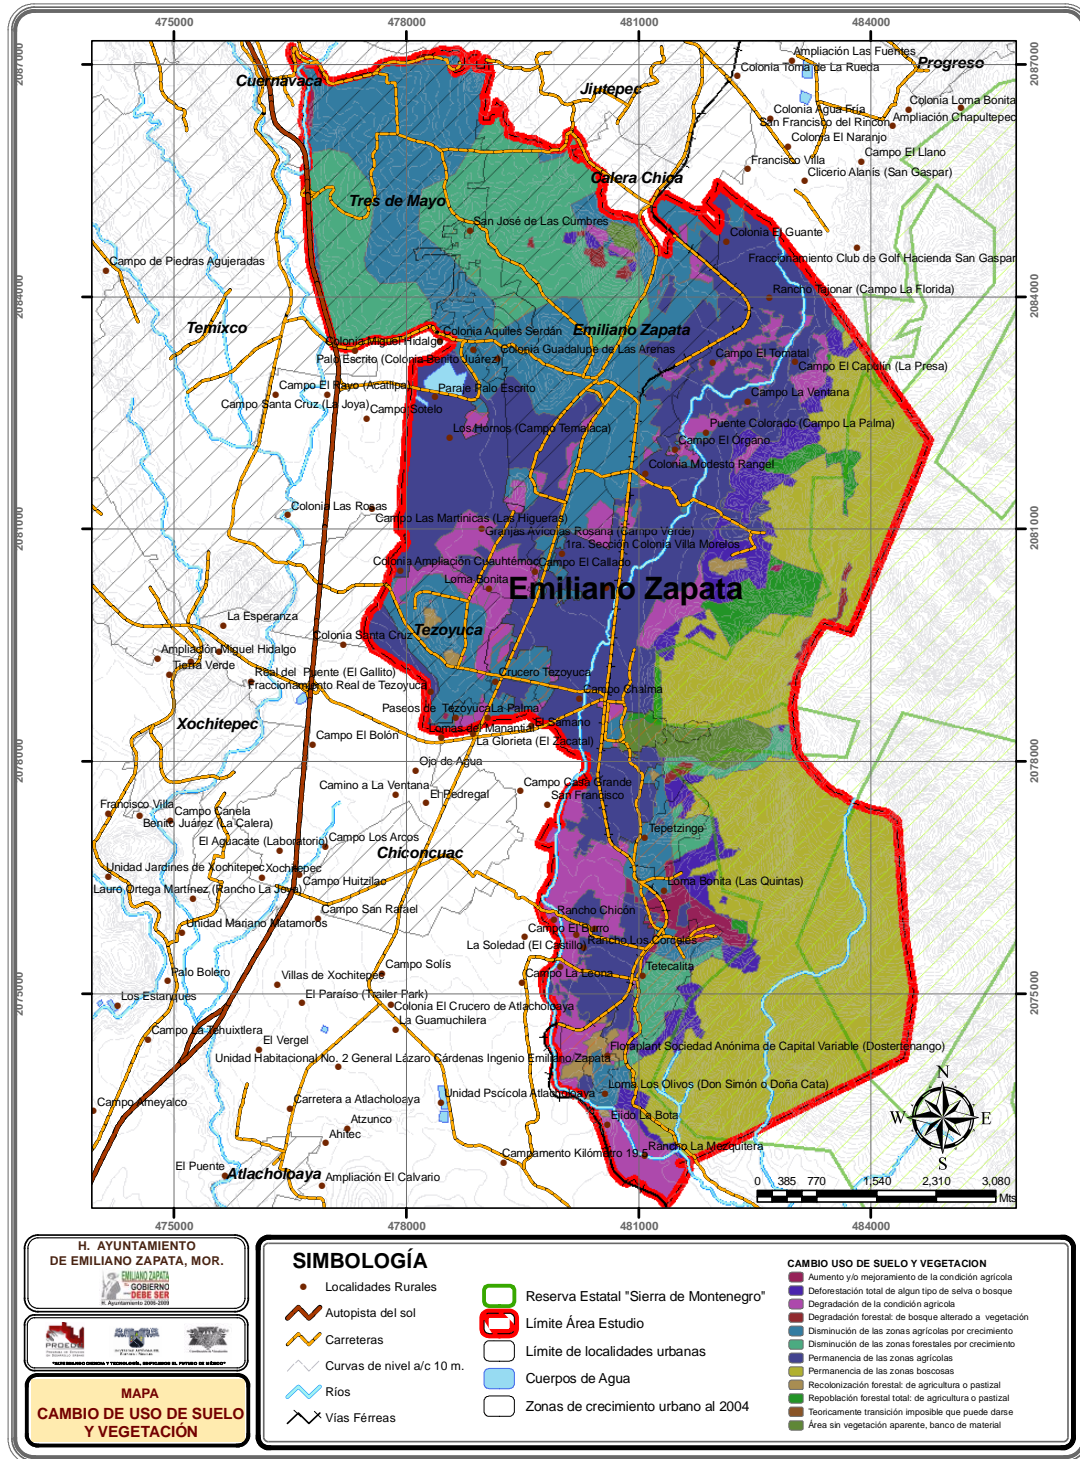 475000
478000
481000
484000
2087000
2084000
2081000
2078000
2075000
2087000
2084000
2081000
2078000
2075000
Ampliación Las Fuentes
Colonia Toma de La Rueda
Progreso
Cuernavaca
Jiutepec
Colonia Loma Bonita
Colonia Agua Fría
Ampliación Chapultepec
San Francisco del Rincón
Colonia El Naranjo
Campo El Llano
Francisco Villa
Clicerio Alanís (San Gaspar)
Calera Chica
Tres de Mayo
San José de Las Cumbres
Colonia El Guante
Fraccionamiento Club de Golf Hacienda San Gaspar
Campo de Piedras Agujeradas
Rancho Tajonar (Campo La Florida)
Temixco
Emiliano Zapata
Colonia Aquiles Serdán
Colonia Miguel Hidalgo
Colonia Guadalupe de Las Arenas
Palo Escrito (Colonia Benito Juárez)
Campo El Tomatal
Campo El Capulín (La Presa)
Campo El Rayo (Acatlipa)
Paraje Palo Escrito
Campo La Ventana
Campo Santa Cruz (La Joya)
Campo Sotelo
Puente Colorado (Campo La Palma)
Los Hornos (Campo Temalaca)
Campo El Órgano
Colonia Modesto Rangel
Colonia Las Rosas
Campo Las Martinicas (Las Higueras)
Granjas Avícolas Rosana (Campo Verde)
1ra. Sección Colonia Villa Morelos
Colonia Ampliación Cuauhtémoc
Campo El Callado
Loma Bonita
Emiliano Zapata
La Esperanza
Tezoyuca
Colonia Santa Cruz
Ampliación Miguel Hidalgo
Tierra Verde
Real del Puente (El Gallito)
Crucero Tezoyuca
Fraccionamiento Real de Tezoyuca
Campo Chalma
Paseos de Tezoyuca
La Palma
Xochitepec
Lomas del Manantial
El Sámano
Campo El Bolón
La Glorieta (El Zacatal)
Ojo de Agua
Camino a La Ventana
Campo Casa Grande
El Pedregal
San Francisco
Francisco Villa
Campo Canela
Benito Juárez (La Calera)
Tepetzingo
El Aguacate (Laboratorio)
Campo Los Arcos
Chiconcuac
Unidad Jardines de Xochitepec
Xochitepec
Campo Huitzilac
Loma Bonita (Las Quintas)
Lauro Ortega Martínez (Rancho La Joya)
Campo San Rafael
Rancho Chicón
Unidad Mariano Matamoros
Campo El Burro
La Soledad (El Castillo)
Rancho Los Cordeles
Palo Bolero
Villas de Xochitepec
Campo Solís
Campo La Leona
Tetecalita
Los Estanques
El Paraíso (Trailer Park)
Colonia El Crucero de Atlacholoaya
La Guamuchilera
Campo La Tehuixtlera
El Vergel
Floraplant Sociedad Anónima de Capital Variable (Dostertenango)
Unidad Habitacional No. 2 General Lázaro Cárdenas Ingenio Emiliano Zapata
Loma Los Olivos (Don Simón o Doña Cata)
Unidad Pscícola Atlacholoaya
Campo Ameyalco
Carretera a Atlacholoaya
Ejido La Bota
Atzunco
Ahitec
Rancho La Mezquitera
Campamento Kilómetro 19.5
El Puente
Atlacholoaya
Ampliación El Calvario
N
W
E
S
0 385 770 1,540 2,310 3,080
Mts
475000
478000
481000
484000
H. AYUNTAMIENTO
DE EMILIANO ZAPATA, MOR.
EMILIANO ZAPATA
GOBIERNO
DEBE SER
H. Ayuntamiento 2006-2009
MAPA
CAMBIO DE USO DE SUELO
Y VEGETACIÓN
SIMBOLOGÍA
Localidades Rurales
Autopista del sol
Carreteras
Curvas de nivel a/c 10 m.
Ríos
Vías Férreas
Reserva Estatal "Sierra de Montenegro"
Límite Área Estudio
Límite de localidades urbanas
Cuerpos de Agua
Zonas de crecimiento urbano al 2004
CAMBIO USO DE SUELO Y VEGETACION
Aumento y/o mejoramiento de la condición agrícola
Deforestación total de algun tipo de selva o bosque
Degradación de la condición agricola
Degradación forestal: de bosque alterado a vegetación
Disminución de las zonas agrícolas por crecimiento
Disminución de las zonas forestales por crecimiento
Permanencia de las zonas agrícolas
Permanencia de las zonas boscosas
Recolonización forestal: de agricultura o pastizal
Repoblación forestal total: de agricultura o pastizal
Teoricamente transición imposible que puede darse
Área sin vegetación aparente, banco de material